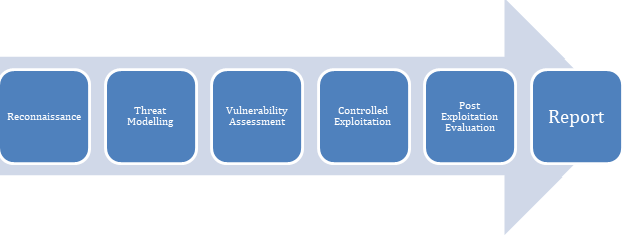 Reconnaissance
Threat
Modelling
Vulnerability
Assessment
Controlled
Exploitation
Post
Exploitation
Evaluation
Report